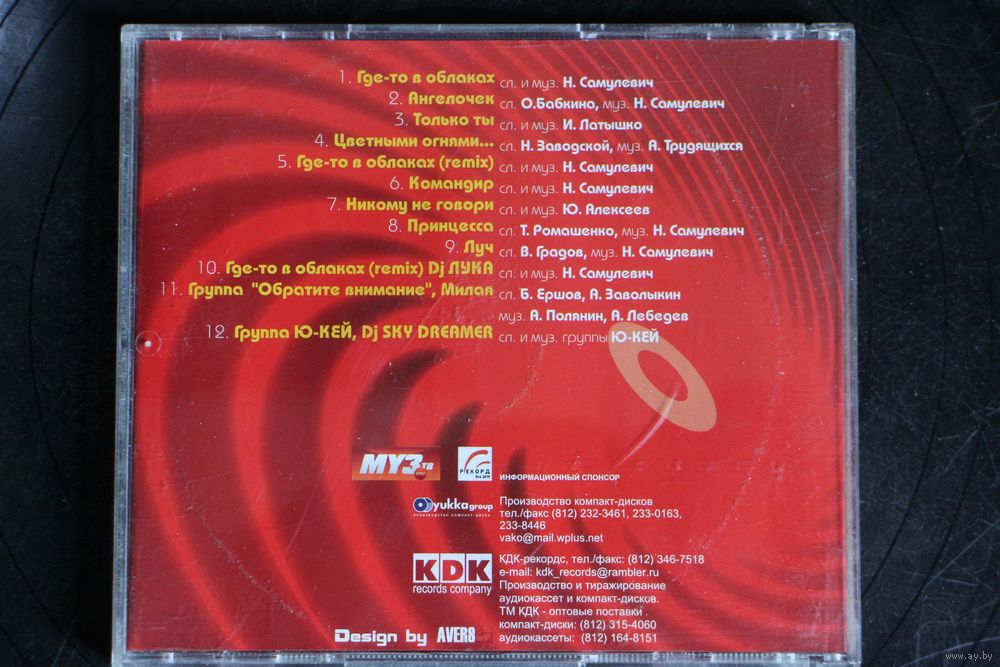 1. Где-то в облаках сл. и муз. Н. Самулевич
2. Ангелочек сл. О.Бабкина, муз. Н. Самулевич
3. Только ты сл. и муз. И. Латышко
4. Цветными огнями... сл. Н. Заводской, муз. А. Трудящихся
5. Где-то в облаках (remix) сл. и муз. Н. Самулевич
6. Командир сл. и муз. Н. Самулевич
7. Никому не говори сл. и муз. Ю. Алексеев
8. Принцесса сл. Т. Ромашенко, муз. Н. Самулевич
9. Луч сл. В. Градов, муз. Н. Самулевич
10. Где-то в облаках (remix) Dj ЛУКА сл. и муз. Н. Самулевич
11. Группа "Обратите внимание", Милая сл. Б. Ершов, А. Заволыкин
муз. А. Полянин, А. Лебедев
12. Группа Ю-КЕЙ, Dj SKY DREAMER сл. и муз. группы Ю-КЕЙ
МУЗ ТВ РЕКОРД ИНФОРМАЦИОННЫЙ СПОНСОР
yukka group Производство компакт-дисков
ПРОИЗВОДСТВО КОМПАКТ-ДИСКОВ тел./факс (812) 232-3461, 233-0163,
233-8446
vako@mail.wplus.net
KDK КДК-рекордс, тел./факс: (812) 346-7518
e-mail: kdk_records@rambler.ru
records company Производство и тиражирование
аудиокассет и компакт-дисков.
ТМ КДК - оптовые поставки
компакт-диски: (812) 315-4060
Design by AVERS аудиокассеты: (812) 164-8151
www.ay.by